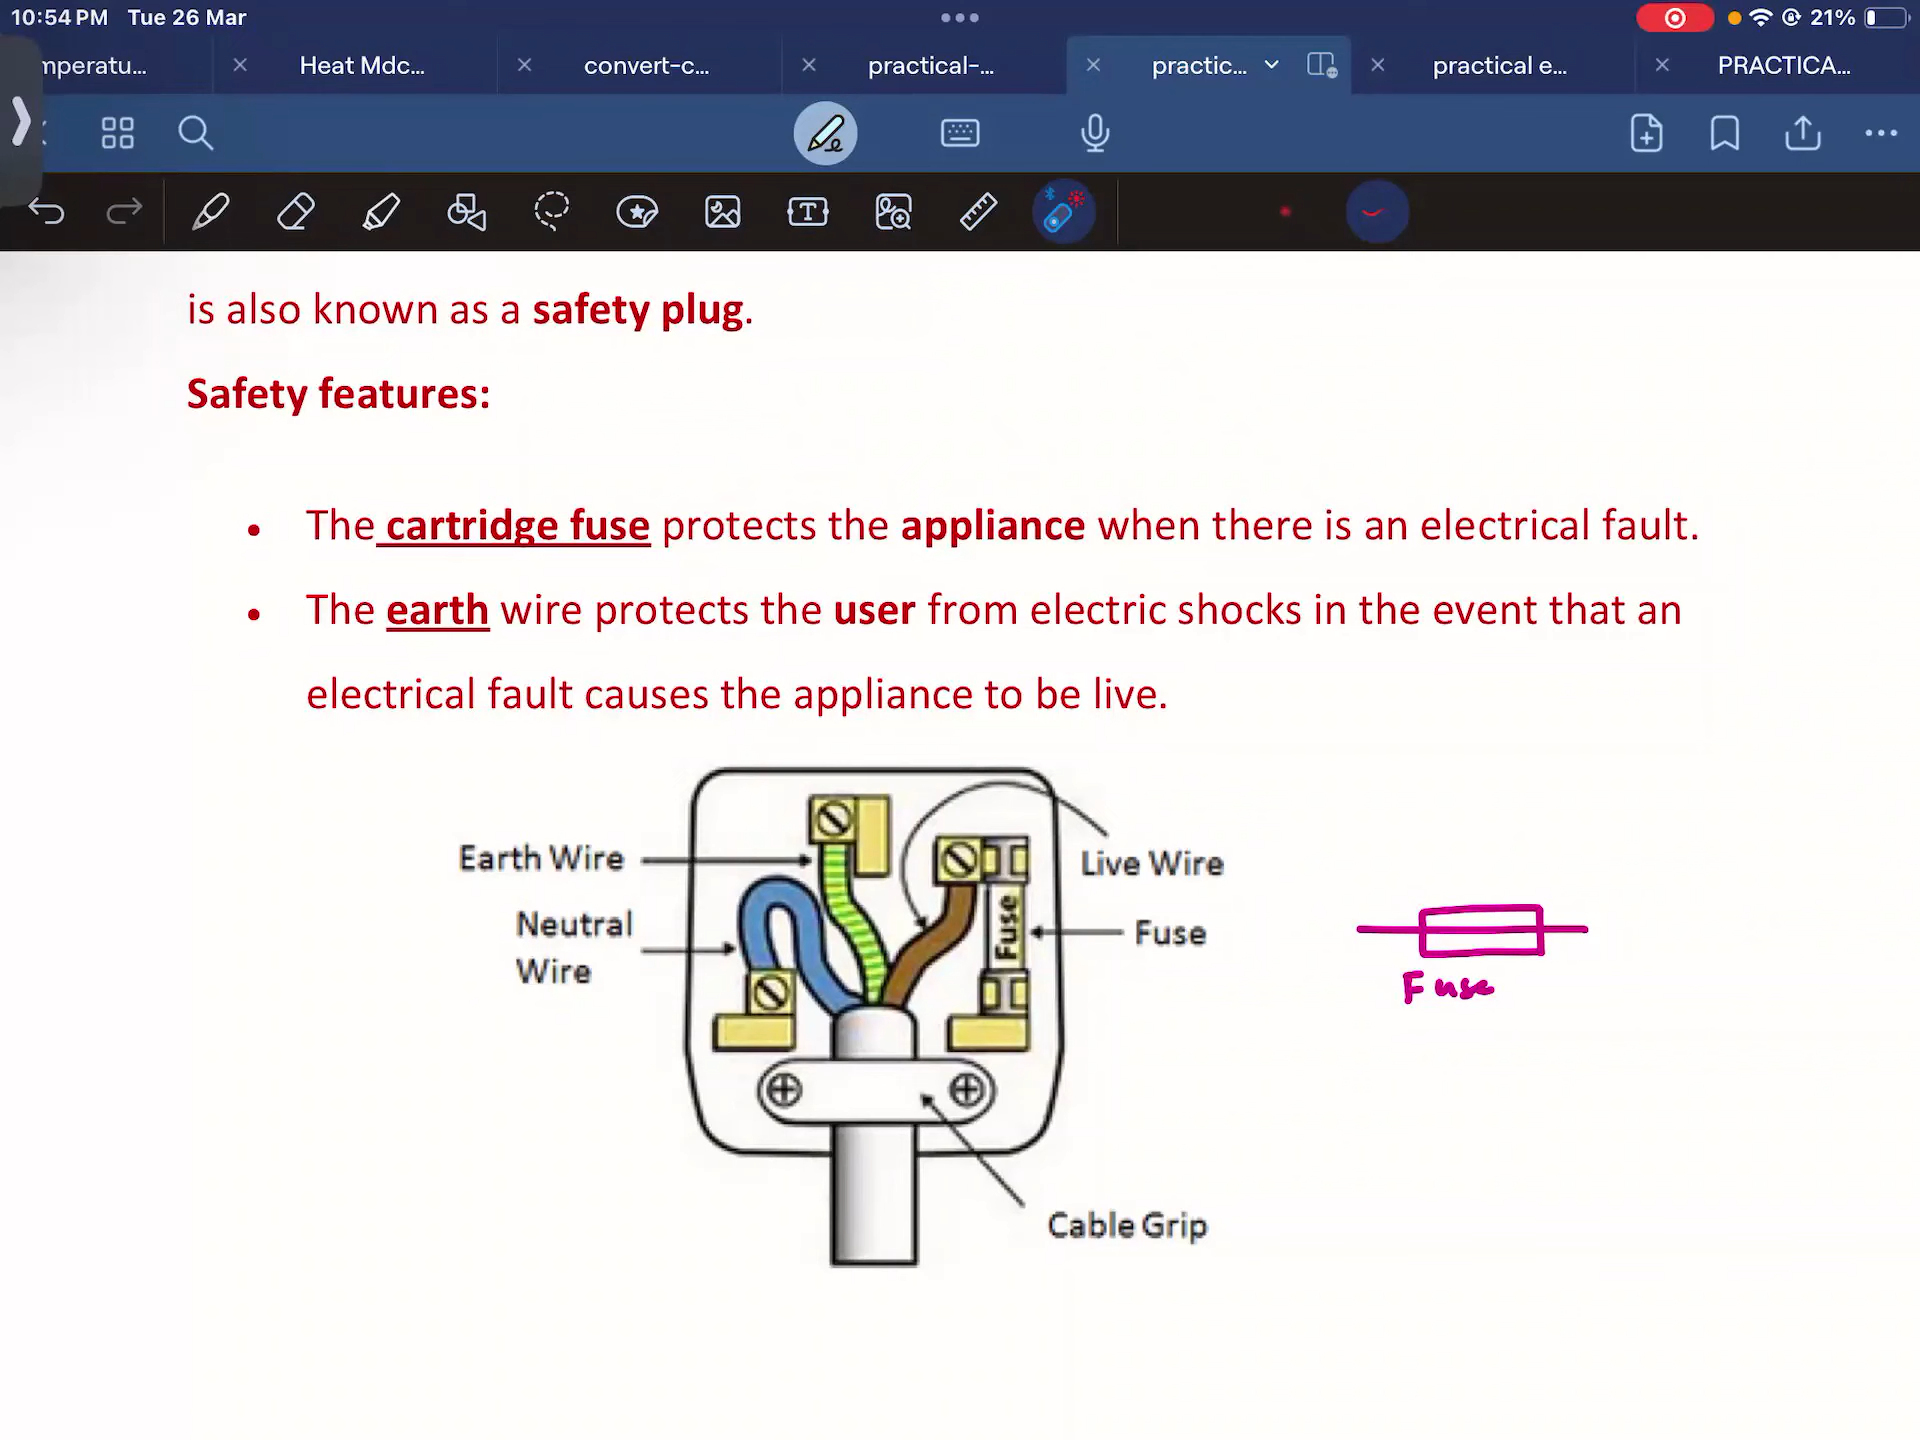 10:54 PM Tue 26 Mar
21%
mperatu...
Heat Mdc...
convert-c...
practical-...
practic...
practical e...
PRACTICA...
is also known as a safety plug.
Safety features:
• The cartridge fuse protects the appliance when there is an electrical fault.
• The earth wire protects the user from electric shocks in the event that an
electrical fault causes the appliance to be live.
Earth Wire
Live Wire
Neutral
Wire
Fuse
Fuse
Fuse
Cable Grip